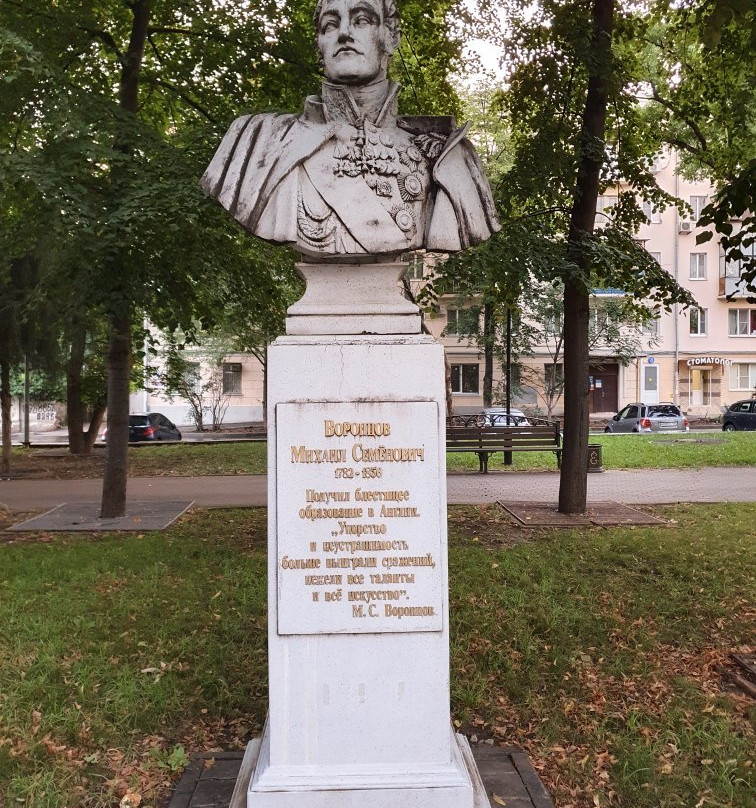 Воронцов
Михаил Семёнович
1782 - 1856
Получил блестящее
образование в Англии.
„Упорство
и неустрашимость
больше выиграли сражений,
нежели все таланты
и всё искусство".
М. С. Воронцов.
СТОМАТОЛОГ